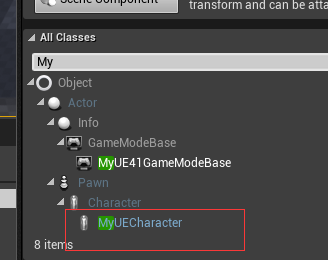 Scene Component
transform and can be atta
All Classes
My
Object
Actor
Info
GameModeBase
MyUE41GameModeBase
Pawn
Character
MyUECharacter
8 items